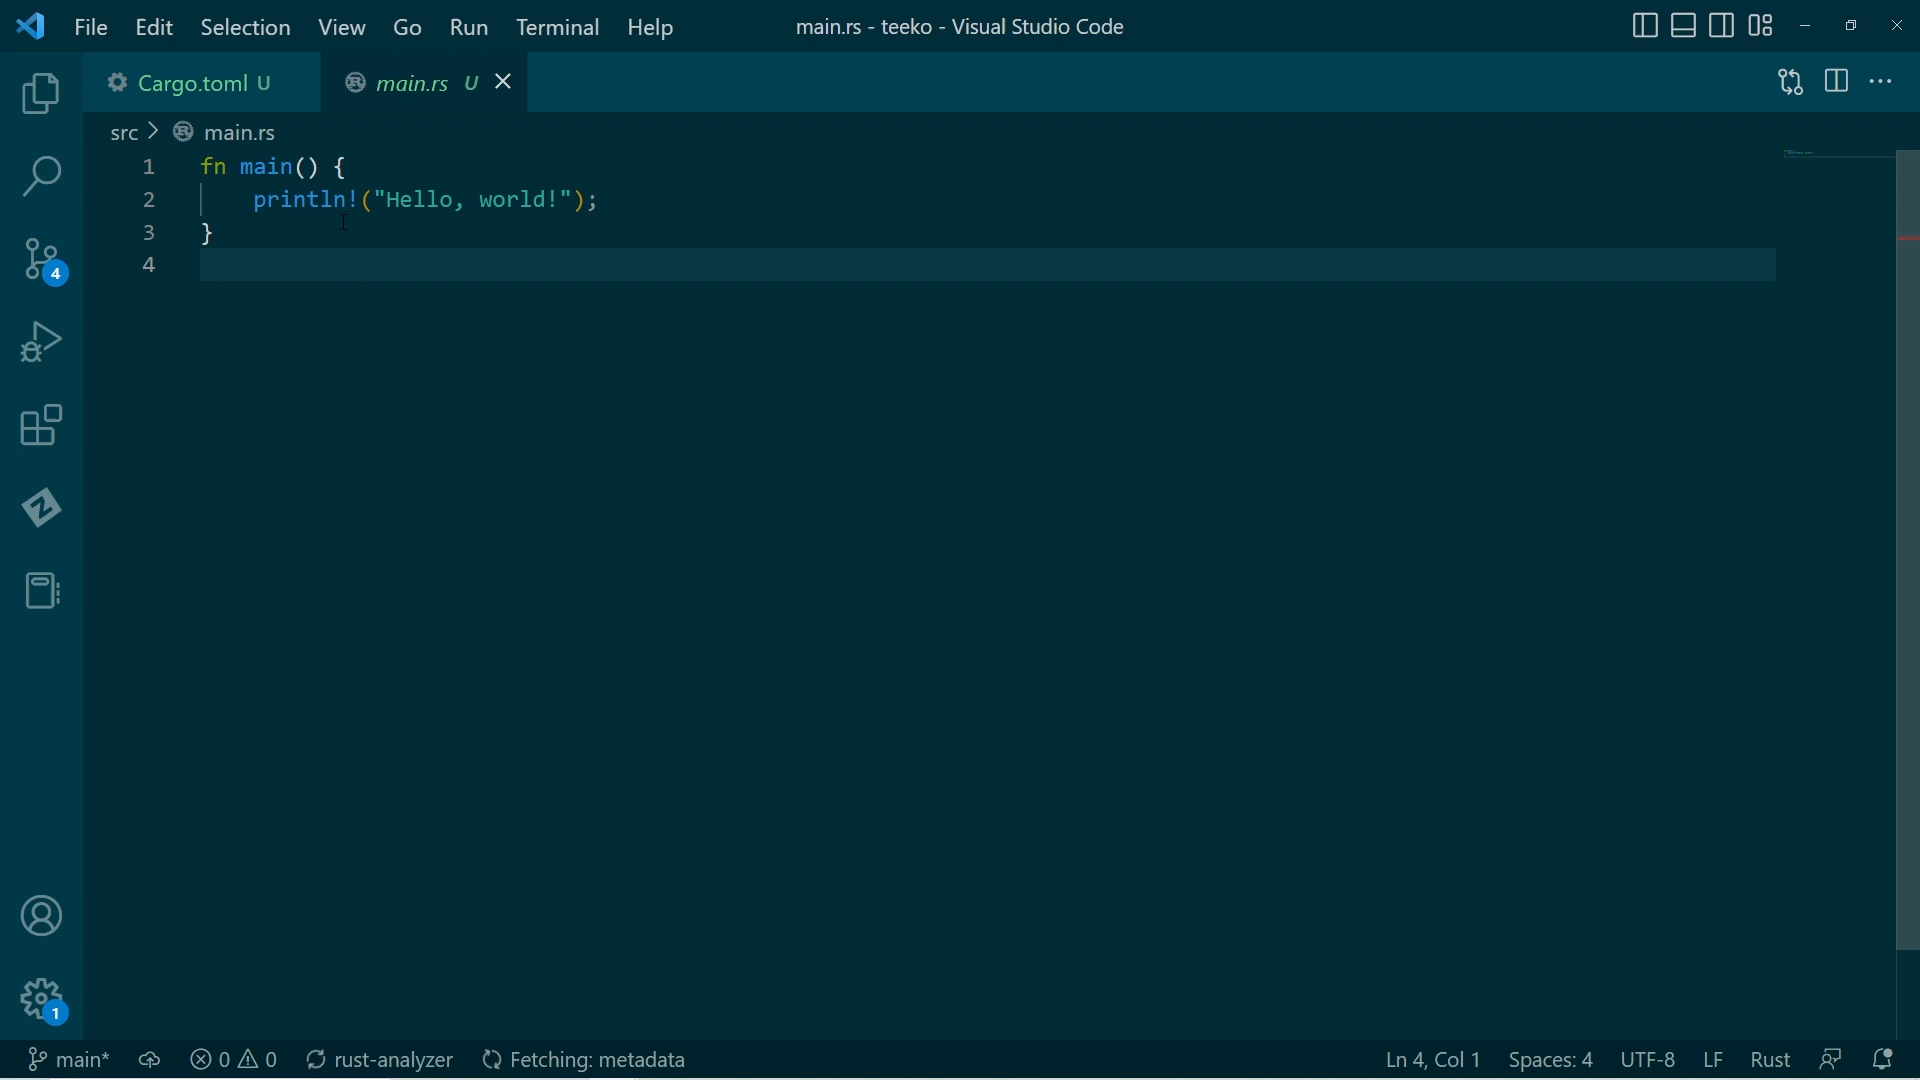 File Edit Selection View Go Run Terminal Help main.rs - teeko - Visual Studio Code
Cargo.toml U main.rs U
src > main.rs
1 fn main() {
2 println!("Hello, world!");
3 }
4
4
1
main* 0 0 rust-analyzer Fetching: metadata Ln 4, Col 1 Spaces: 4 UTF-8 LF Rust